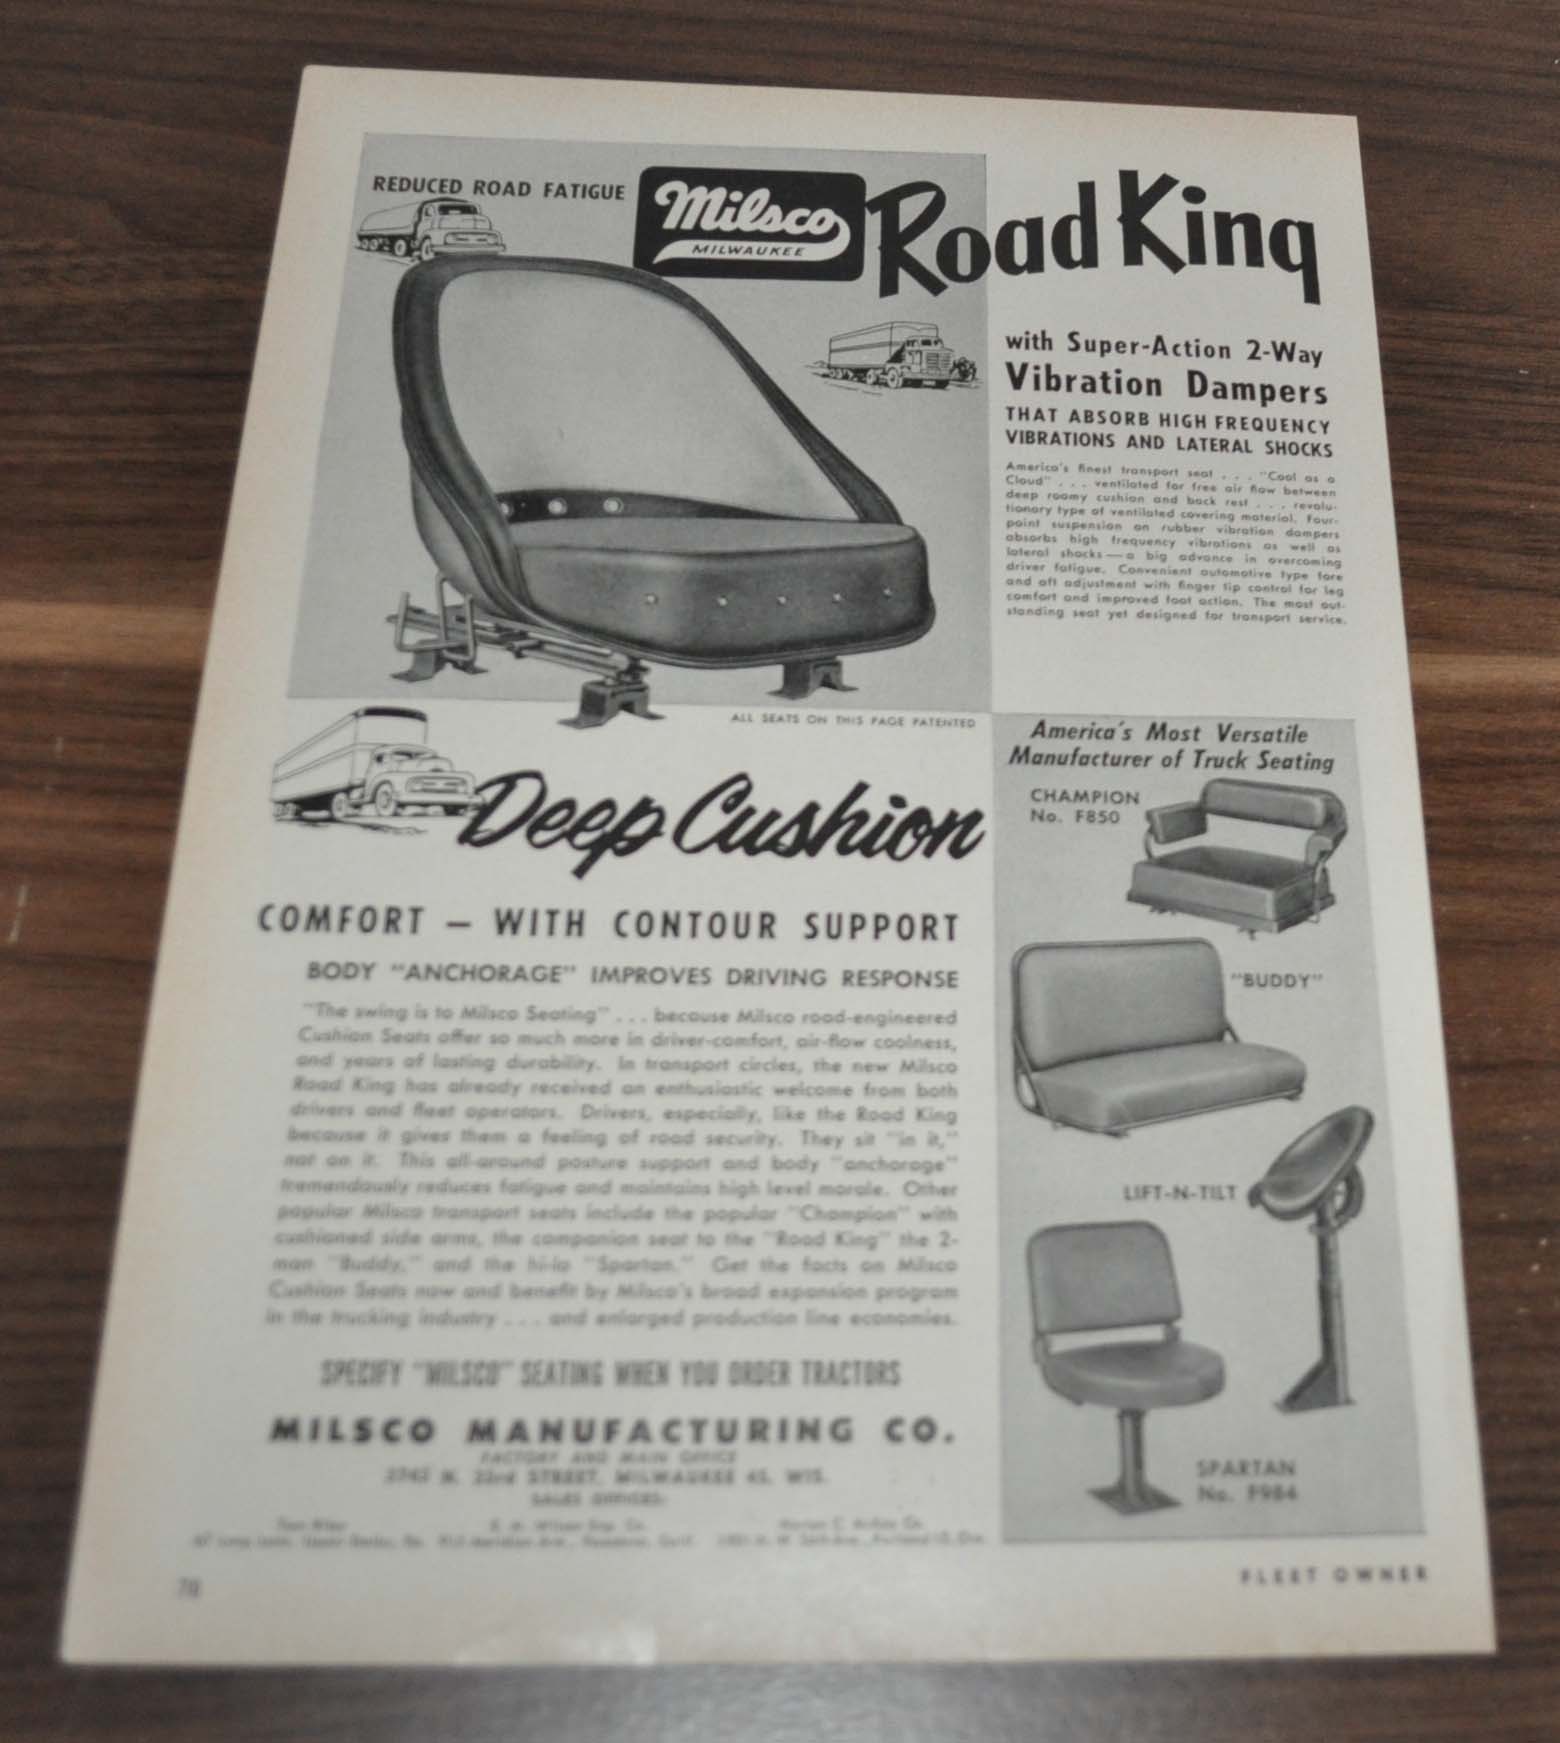 REDUCED ROAD FATIGUE
Milsco
MILWAUKEE
Road King
with Super-Action 2-Way
Vibration Dampers
THAT ABSORB HIGH FREQUENCY
VIBRATIONS AND LATERAL SHOCKS
America's finest transport seat . . . "Cool as a
Cloud" . . . ventilated for free air flow between
deep roomy cushion and back rest . . . revolu-
tionary type of ventilated covering material. Four-
point suspension on rubber vibration dampers
absorbs high frequency vibrations as well as
lateral shocks — a big advance in overcoming
driver fatigue. Convenient automotive type fore
and aft adjustment with finger tip control for leg
comfort and improved foot action. The most out-
standing seat yet designed for transport service.
ALL SEATS ON THIS PAGE PATENTED
Deep Cushion
COMFORT — WITH CONTOUR SUPPORT
BODY "ANCHORAGE" IMPROVES DRIVING RESPONSE
"The swing is to Milsco Seating" . . . because Milsco road-engineered
Cushion Seats offer so much more in driver-comfort, air-flow coolness,
and years of lasting durability. In transport circles, the new Milsco
Road King has already received an enthusiastic welcome from both
drivers and fleet operators. Drivers, especially, like the Road King
because it gives them a feeling of road security. They sit "in it,"
not on it. This all-around posture support and body "anchorage"
tremendously reduces fatigue and maintains high level morale. Other
popular Milsco transport seats include the popular "Champion" with
cushioned side arms, the companion seat to the "Road King" the 2-
man "Buddy," and the hi-lo "Spartan." Get the facts on Milsco
Cushion Seats now and benefit by Milsco's broad expansion program
in the trucking industry . . . and enlarged production line economies.
SPECIFY "MILSCO" SEATING WHEN YOU ORDER TRACTORS
MILSCO MANUFACTURING CO.
FACTORY AND MAIN OFFICE
N. 33rd STREET, MILWAUKEE 45, WIS.
SALES OFFICES:
America's Most Versatile
Manufacturer of Truck Seating
CHAMPION
No. F850
"BUDDY"
LIFT-N-TILT
SPARTAN
No. F984
FLEET OWNER